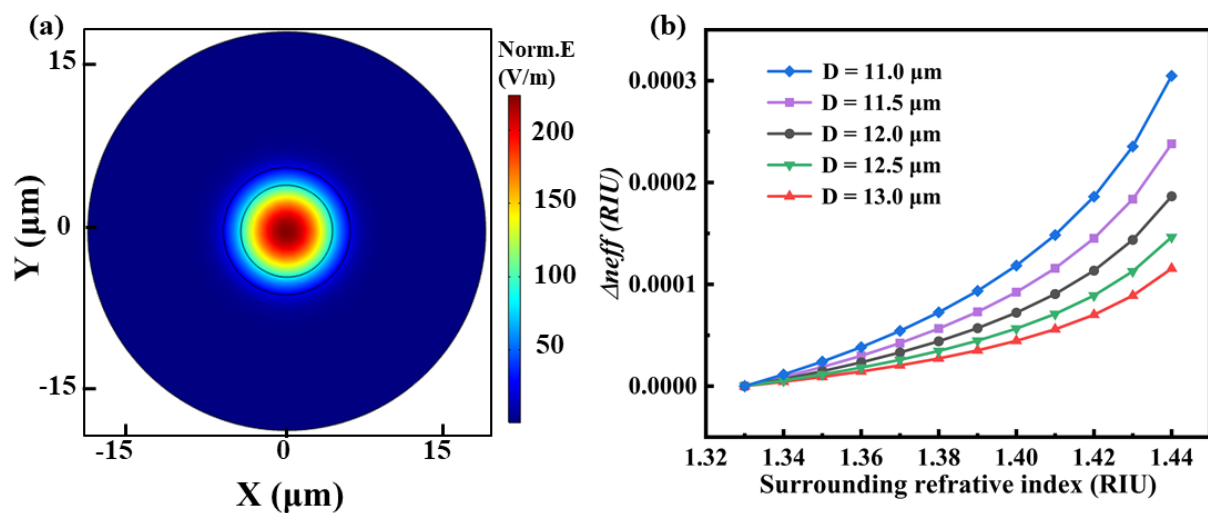 (a)
Norm.E
(V/m)
200
150
100
50
15
0
-15
Y (μm)
-15
0
15
X (μm)
(b)
D = 11.0 μm
D = 11.5 μm
D = 12.0 μm
D = 12.5 μm
D = 13.0 μm
0.0003
0.0002
0.0001
0.0000
Δneff (RIU)
1.32
1.34
1.36
1.38
1.40
1.42
1.44
Surrounding refrative index (RIU)